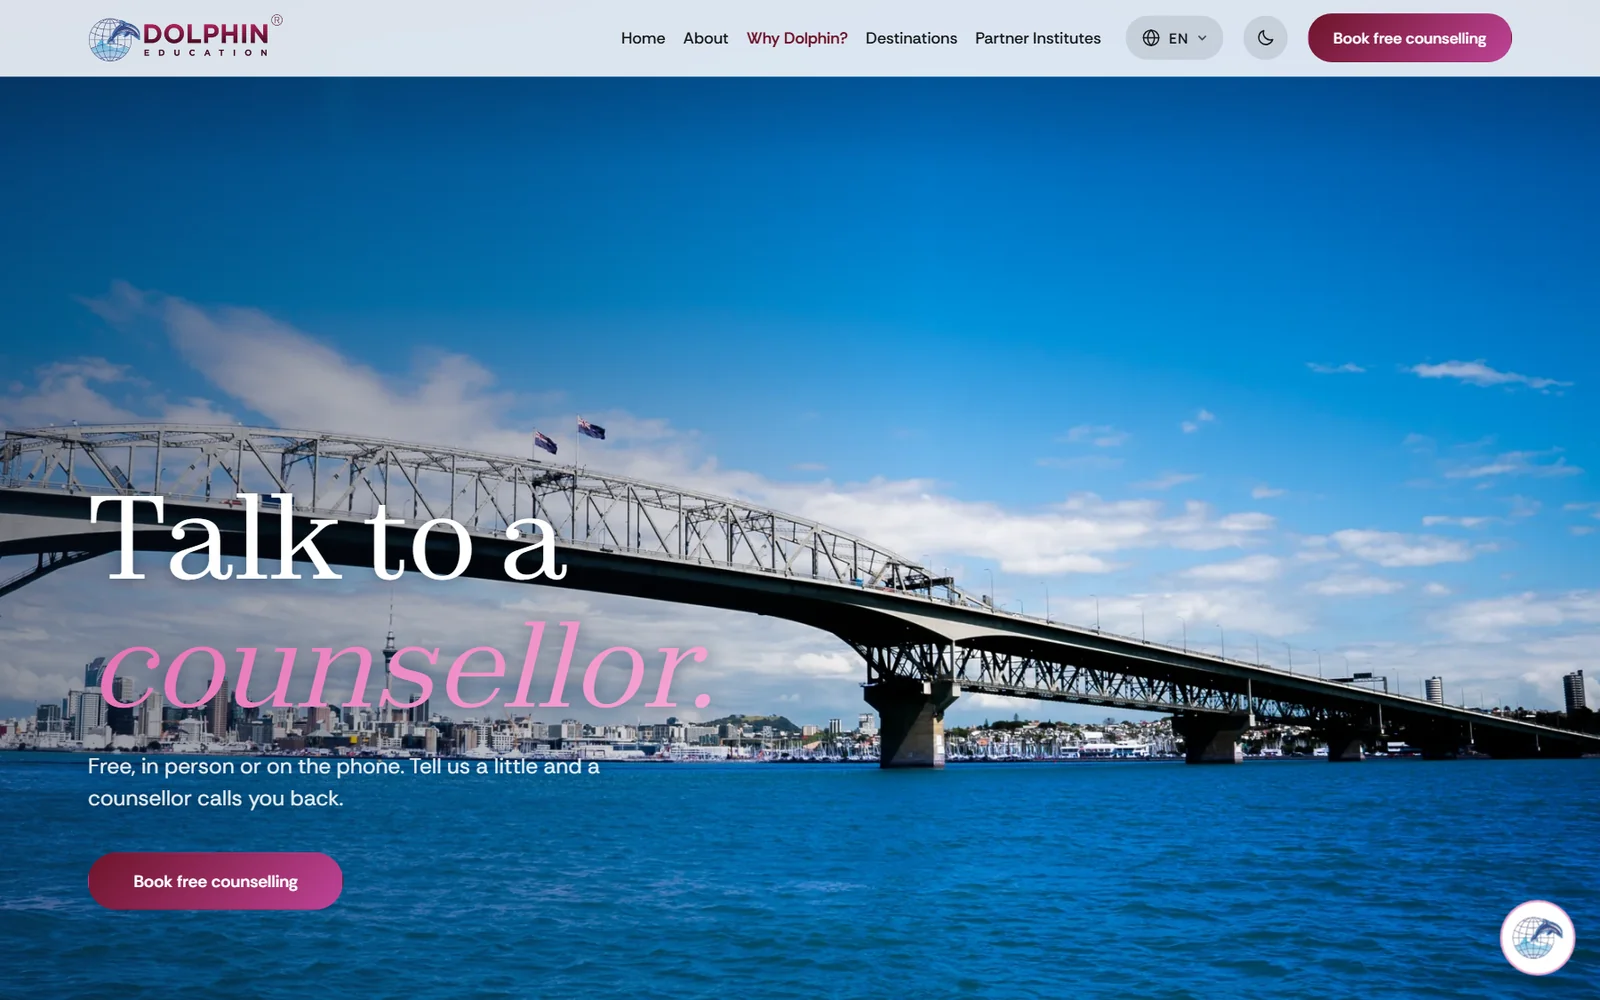 DOLPHIN®
EDUCATION
Home About Why Dolphin? Destinations Partner Institutes EN Book free counselling
Talk to a
counsellor.
Free, in person or on the phone. Tell us a little and a
counsellor calls you back.
Book free counselling